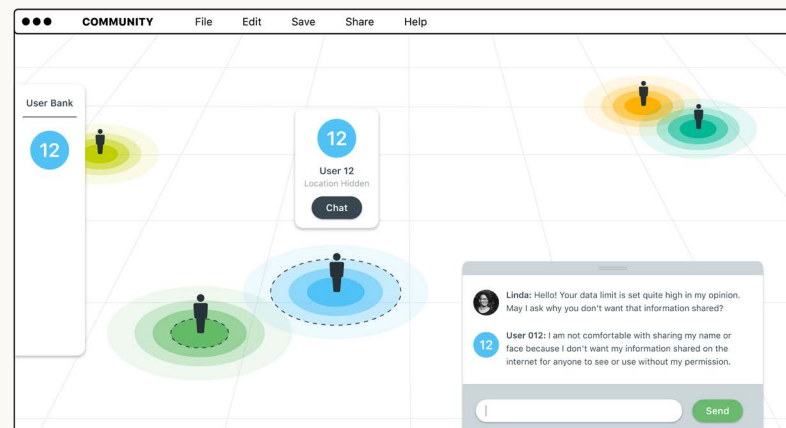 COMMUNITY File Edit Save Share Help
User Bank
12
12
User 12
Location Hidden
Chat
Linda: Hello! Your data limit is set quite high in my opinion.
May I ask why you don't want that information shared?
12
User 012: I am not comfortable with sharing my name or
face because I don't want my information shared on the
internet for anyone to see or use without my permission.
Send